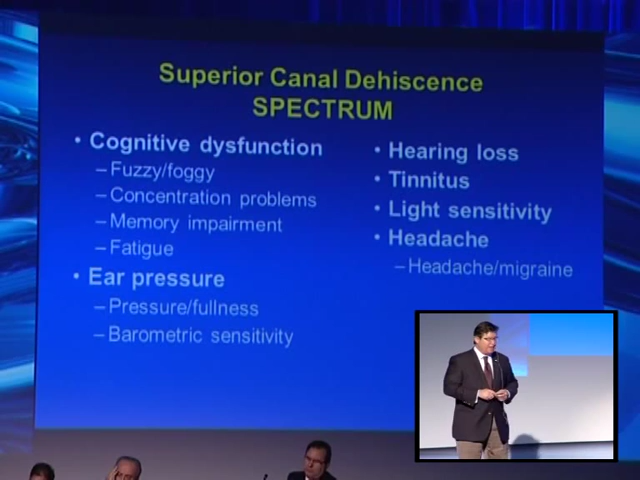 Superior Canal Dehiscence
SPECTRUM
• Cognitive dysfunction
– Fuzzy/foggy
– Concentration problems
– Memory impairment
– Fatigue
• Ear pressure
– Pressure/fullness
– Barometric sensitivity
• Hearing loss
• Tinnitus
• Light sensitivity
• Headache
– Headache/migraine